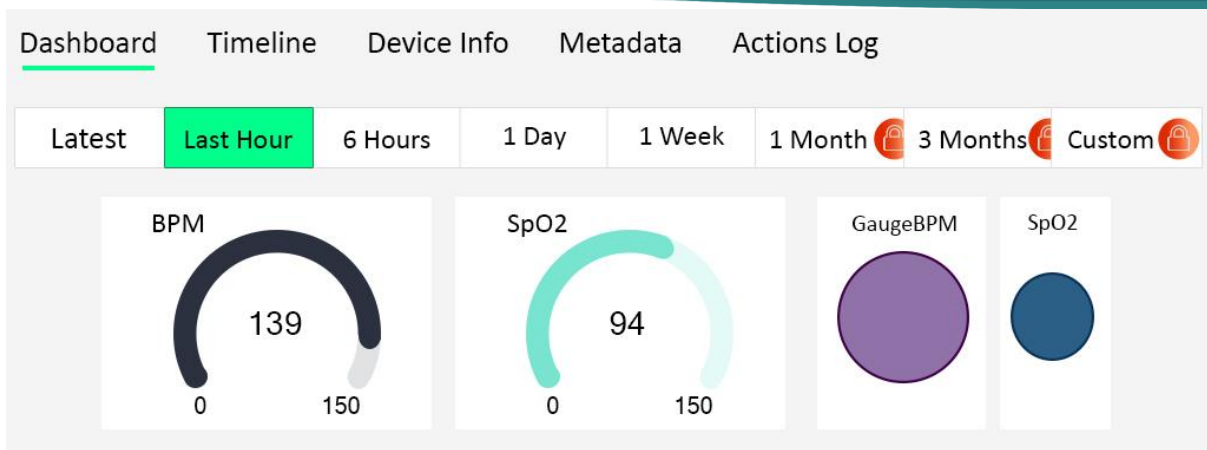 Dashboard Timeline Device Info Metadata Actions Log
Latest Last Hour 6 Hours 1 Day 1 Week 1 Month 3 Months Custom
BPM SpO2 GaugeBPM SpO2
139 94
0 150 0 150